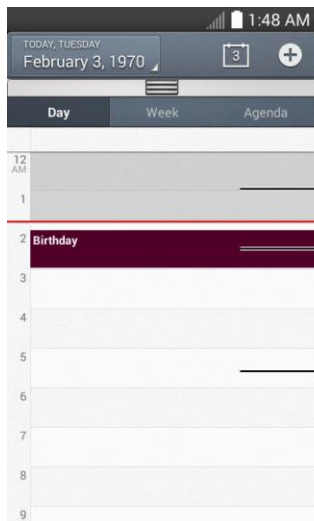 1:48 AM
TODAY, TUESDAY
February 3, 1970
3
Day Week Agenda
12
AM
1
2 Birthday
3
4
5
6
7
8
9